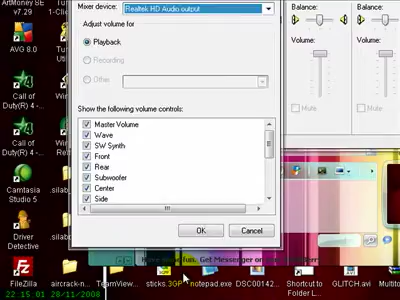 ArtMoney SE
v7.29
Mixer device:
Realtek HD Audio output
Balance:
Balance:
Adjust volume for
Playback
Volume:
Volume:
AVG 8.0
Recording
Other
Mute
Mute
Call of
Duty(R) 4 -...
Show the following volume controls:
Master Volume
Wave
SW Synth
Front
Rear
Subwoofer
Center
Side
Call of
Duty(R) 4 -...
Camtasia
Studio 5
Driver
Detective
OK
Cancel
Get Messenger on
FileZilla
aircrack-n...
TeamView...
sticks.3GP
notepad.exe
DSC00142
Shortcut to
Folder L...
GLITCH.avi
22 15 01 28/11/2008